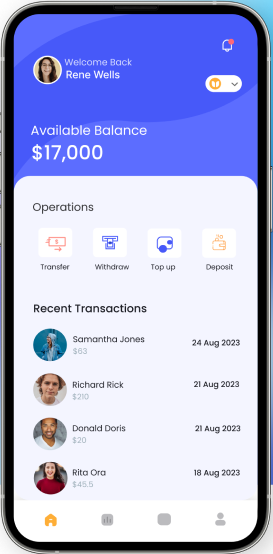 Welcome Back
Rene Wells
Available Balance
$17,000
Operations
Transfer
Withdraw
Top up
Deposit
Recent Transactions
Samantha Jones
$63
24 Aug 2023
Richard Rick
$210
21 Aug 2023
Donald Doris
$20
21 Aug 2023
Rita Ora
$45.5
18 Aug 2023